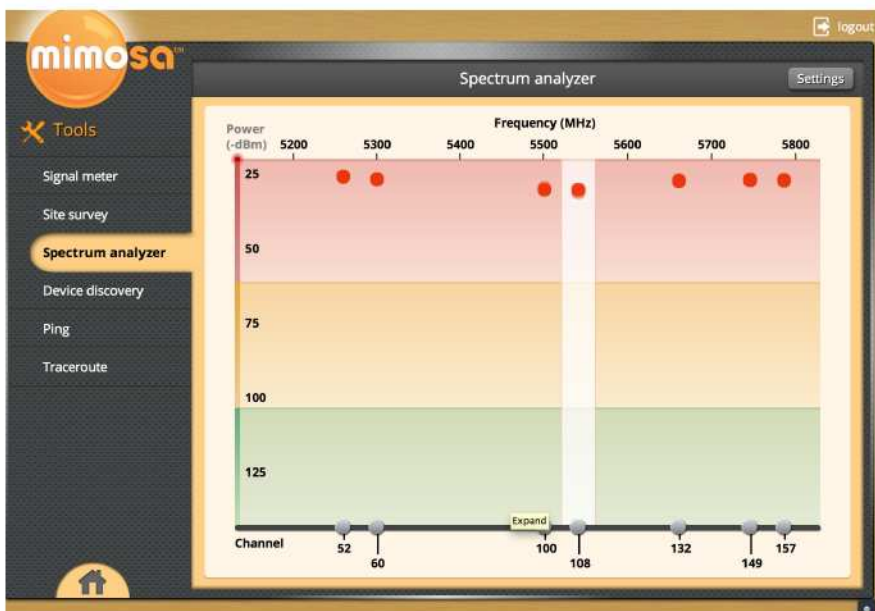 logout
mimosa™
Spectrum analyzer
Settings
Tools
Signal meter
Site survey
Spectrum analyzer
Device discovery
Ping
Traceroute
Frequency (MHz)
Power
(-dBm) 5200 5300 5400 5500 5600 5700 5800
25
50
75
100
125
Expand
Channel 52 60 100 108 132 149 157